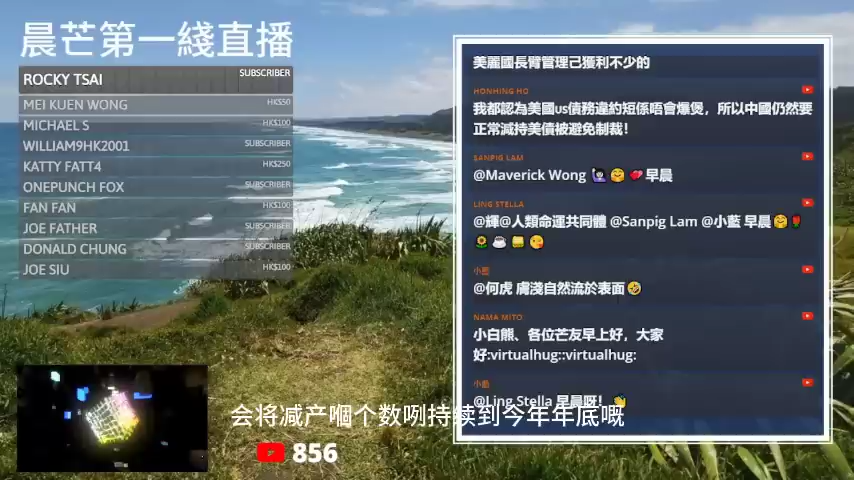 晨芒第一綫直播
ROCKY TSAI SUBSCRIBER
MEI KUEN WONG HK$50
MICHAEL S HK$100
WILLIAM9HK2001 SUBSCRIBER
KATTY FATT4 HK$250
ONEPUNCH FOX SUBSCRIBER
FAN FAN HK$100
JOE FATHER SUBSCRIBER
DONALD CHUNG SUBSCRIBER
JOE SIU HK$100
美麗國長臂管理己獲利不少的
HONHING HO
我都認為美國us債務違約短係唔會爆煲，所以中國仍然要
正常減持美債被避免制裁！
SANPIG LAM
@Maverick Wong 🙋🏻‍♀️🤗💝早晨
LING STELLA
@輝@人類命運共同體 @Sanpig Lam @小藍 早晨🤗🌹
🌻☕🍞😘
小藍
@何虎 膚淺自然流於表面🤣
NAMA MITO
小白熊、各位芒友早上好，大家
好:virtualhug::virtualhug:
小藍
@Ling Stella 早晨呀！👏
会将减产嗰个数咧持续到今年年底嘅
856